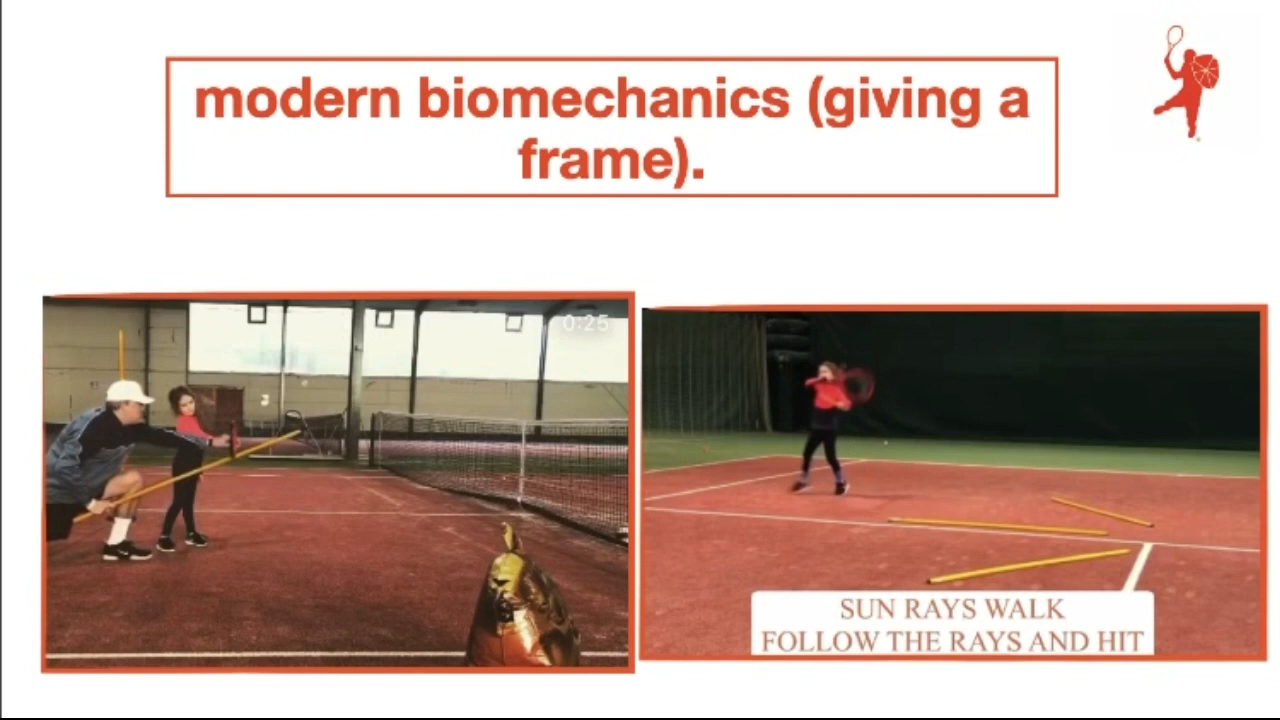 modern biomechanics (giving a
frame).
0:25
SUN RAYS WALK
FOLLOW THE RAYS AND HIT